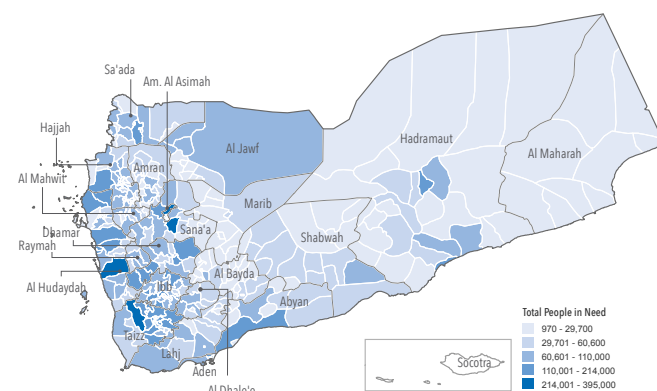 Sa'ada
Am. Al Asimah
Hajjah
Hadramaut
Al Jawf
Al Maharah
Amran
Al Mahwit
Marib
Dhamar
Sana'a
Shabwah
Raymah
Al Bayda
Al Hudaydah
Ibb
Abyan
Taizz
Lahj
Aden
Al Dhale'e
Socotra
Total People in Need
970 - 29,700
29,701 - 60,600
60,601 - 110,000
110,001 - 214,000
214,001 - 395,000